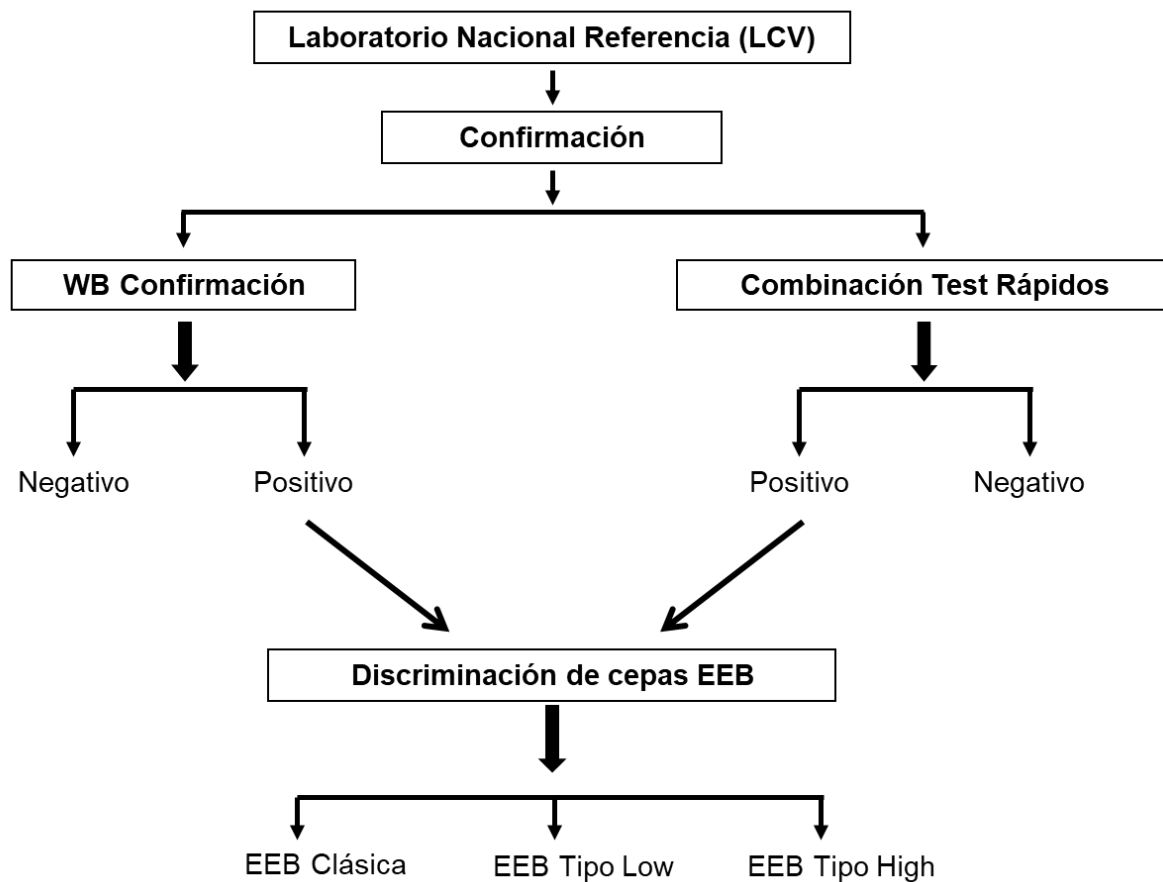 Laboratorio Nacional Referencia (LCV)
Confirmación
WB Confirmación
Combinación Test Rápidos
Negativo
Positivo
Positivo
Negativo
Discriminación de cepas EEB
EEB Clásica
EEB Tipo Low
EEB Tipo High